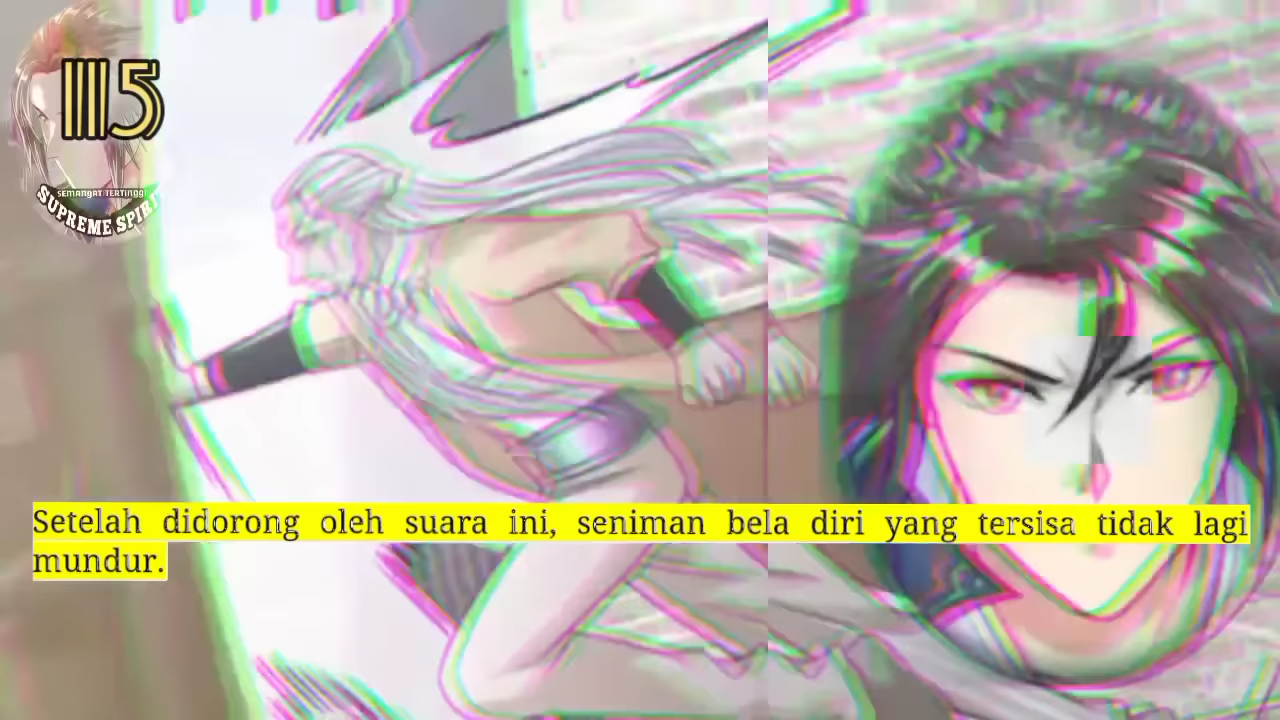 115
SEMANGAT TERTINGGI
SUPREME SPIRIT
Setelah didorong oleh suara ini, seniman bela diri yang tersisa tidak lagi
mundur.